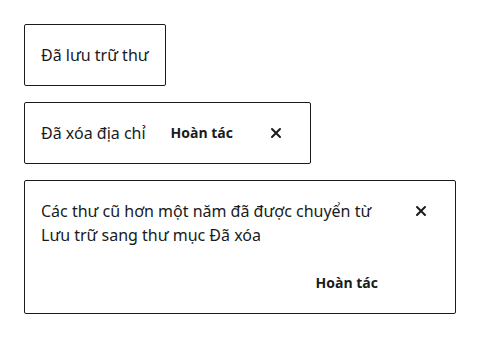 Đã lưu trữ thư
Đã xóa địa chỉ Hoàn tác
Các thư cũ hơn một năm đã được chuyển từ
Lưu trữ sang thư mục Đã xóa
Hoàn tác